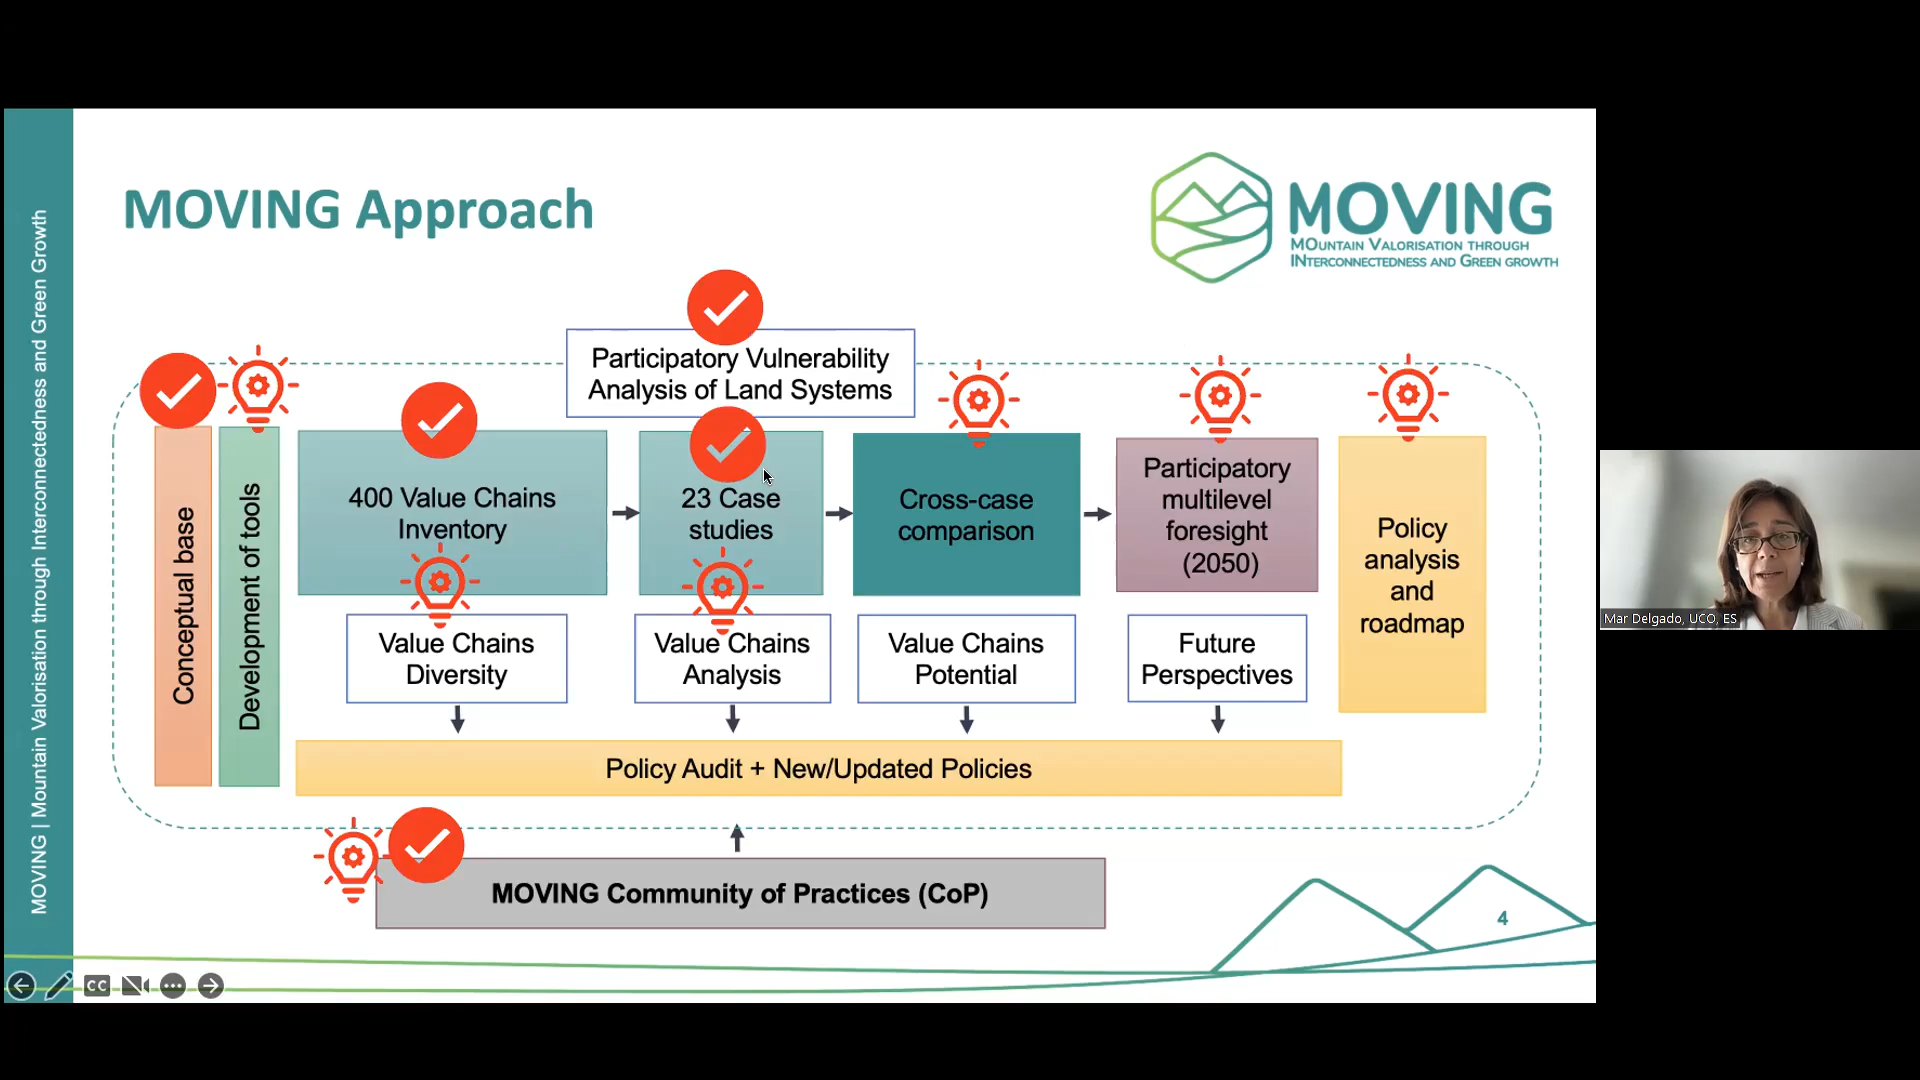 MOVING | Mountain Valorisation through Interconnectedness and Green Growth
MOVING Approach
MOVING
MOUNTAIN VALORISATION THROUGH
INTERCONNECTEDNESS AND GREEN GROWTH
Participatory Vulnerability
Analysis of Land Systems
Conceptual base
Development of tools
400 Value Chains
Inventory
23 Case
studies
Cross-case
comparison
Participatory
multilevel
foresight
(2050)
Policy
analysis
and
roadmap
Value Chains
Diversity
Value Chains
Analysis
Value Chains
Potential
Future
Perspectives
Policy Audit + New/Updated Policies
MOVING Community of Practices (CoP)
4
CC
Mar Delgado, UCO, ES